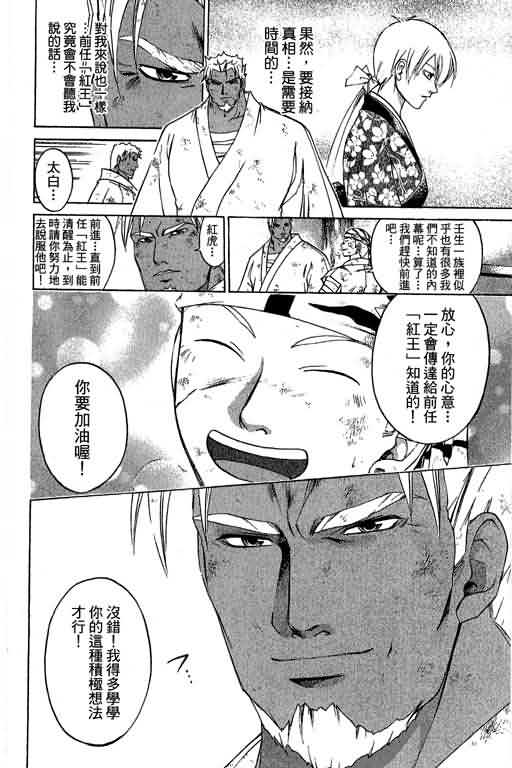 果然，要接納
真相…是需要
時間的…
對我來說也一樣
…前任「紅王」
究竟會不會聽我
說的話…
太白…
壬生一族裡似
乎也有很多我
們不知道的內
幕呢…算了…
我們趕快前進
吧…
紅虎，
前進…直到前
任「紅王」能
清醒為止，到
時請你努力地
去說服他吧！
放心，你的心意…
一定會傳達給前任
「紅王」知道的！
你要加油喔！
沒錯！我得多學學
你的這種積極想法
才行！